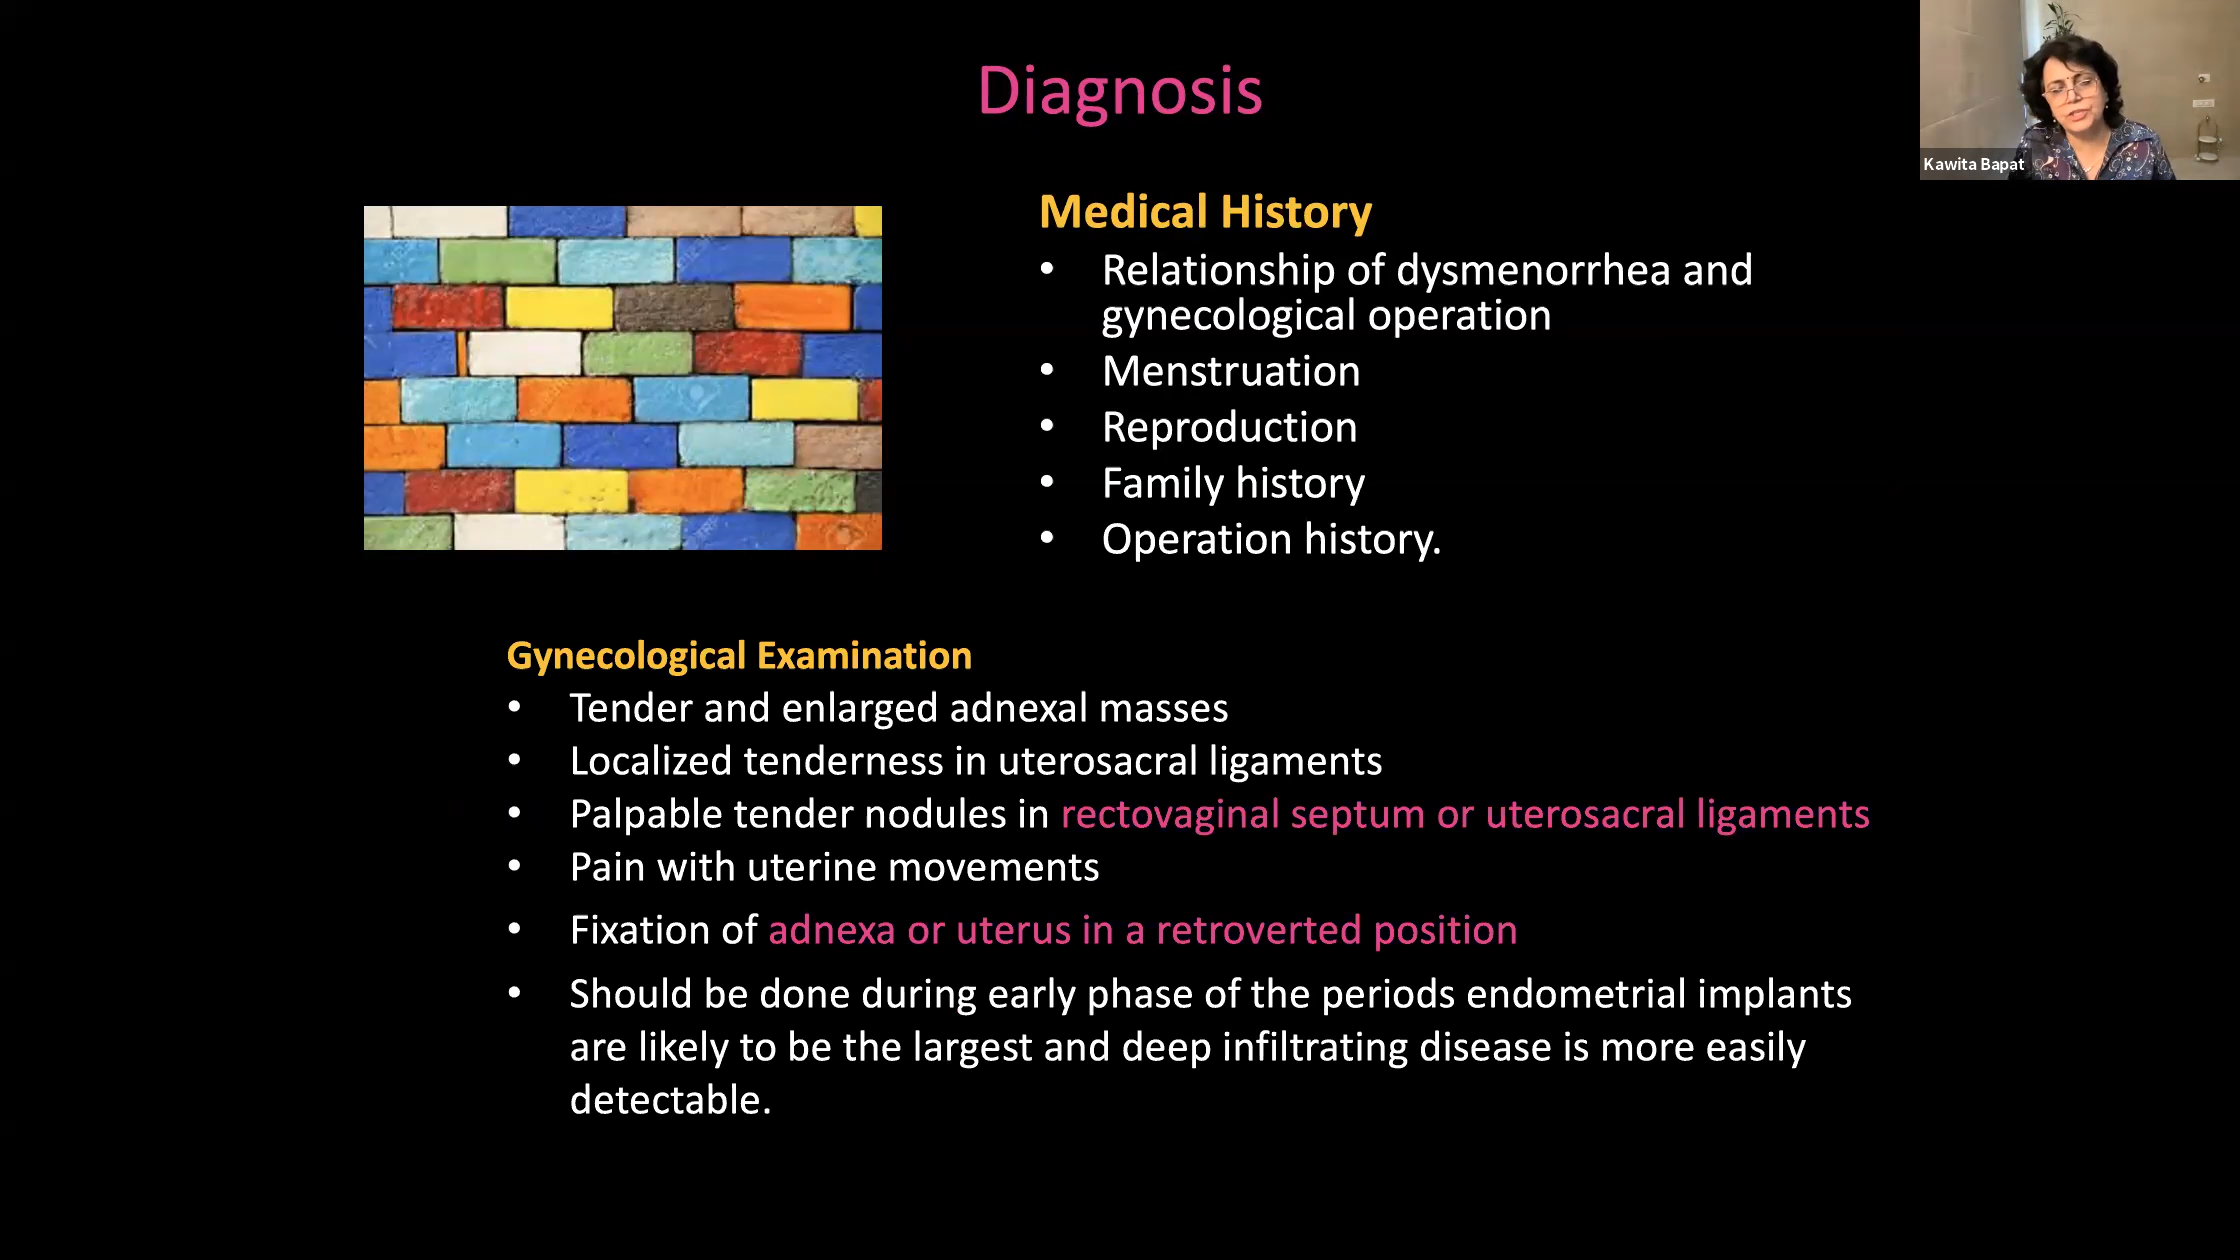 Diagnosis
Kawita Bapat
Medical History
• Relationship of dysmenorrhea and
gynecological operation
• Menstruation
• Reproduction
• Family history
• Operation history.
Gynecological Examination
• Tender and enlarged adnexal masses
• Localized tenderness in uterosacral ligaments
• Palpable tender nodules in rectovaginal septum or uterosacral ligaments
• Pain with uterine movements
• Fixation of adnexa or uterus in a retroverted position
• Should be done during early phase of the periods endometrial implants
are likely to be the largest and deep infiltrating disease is more easily
detectable.